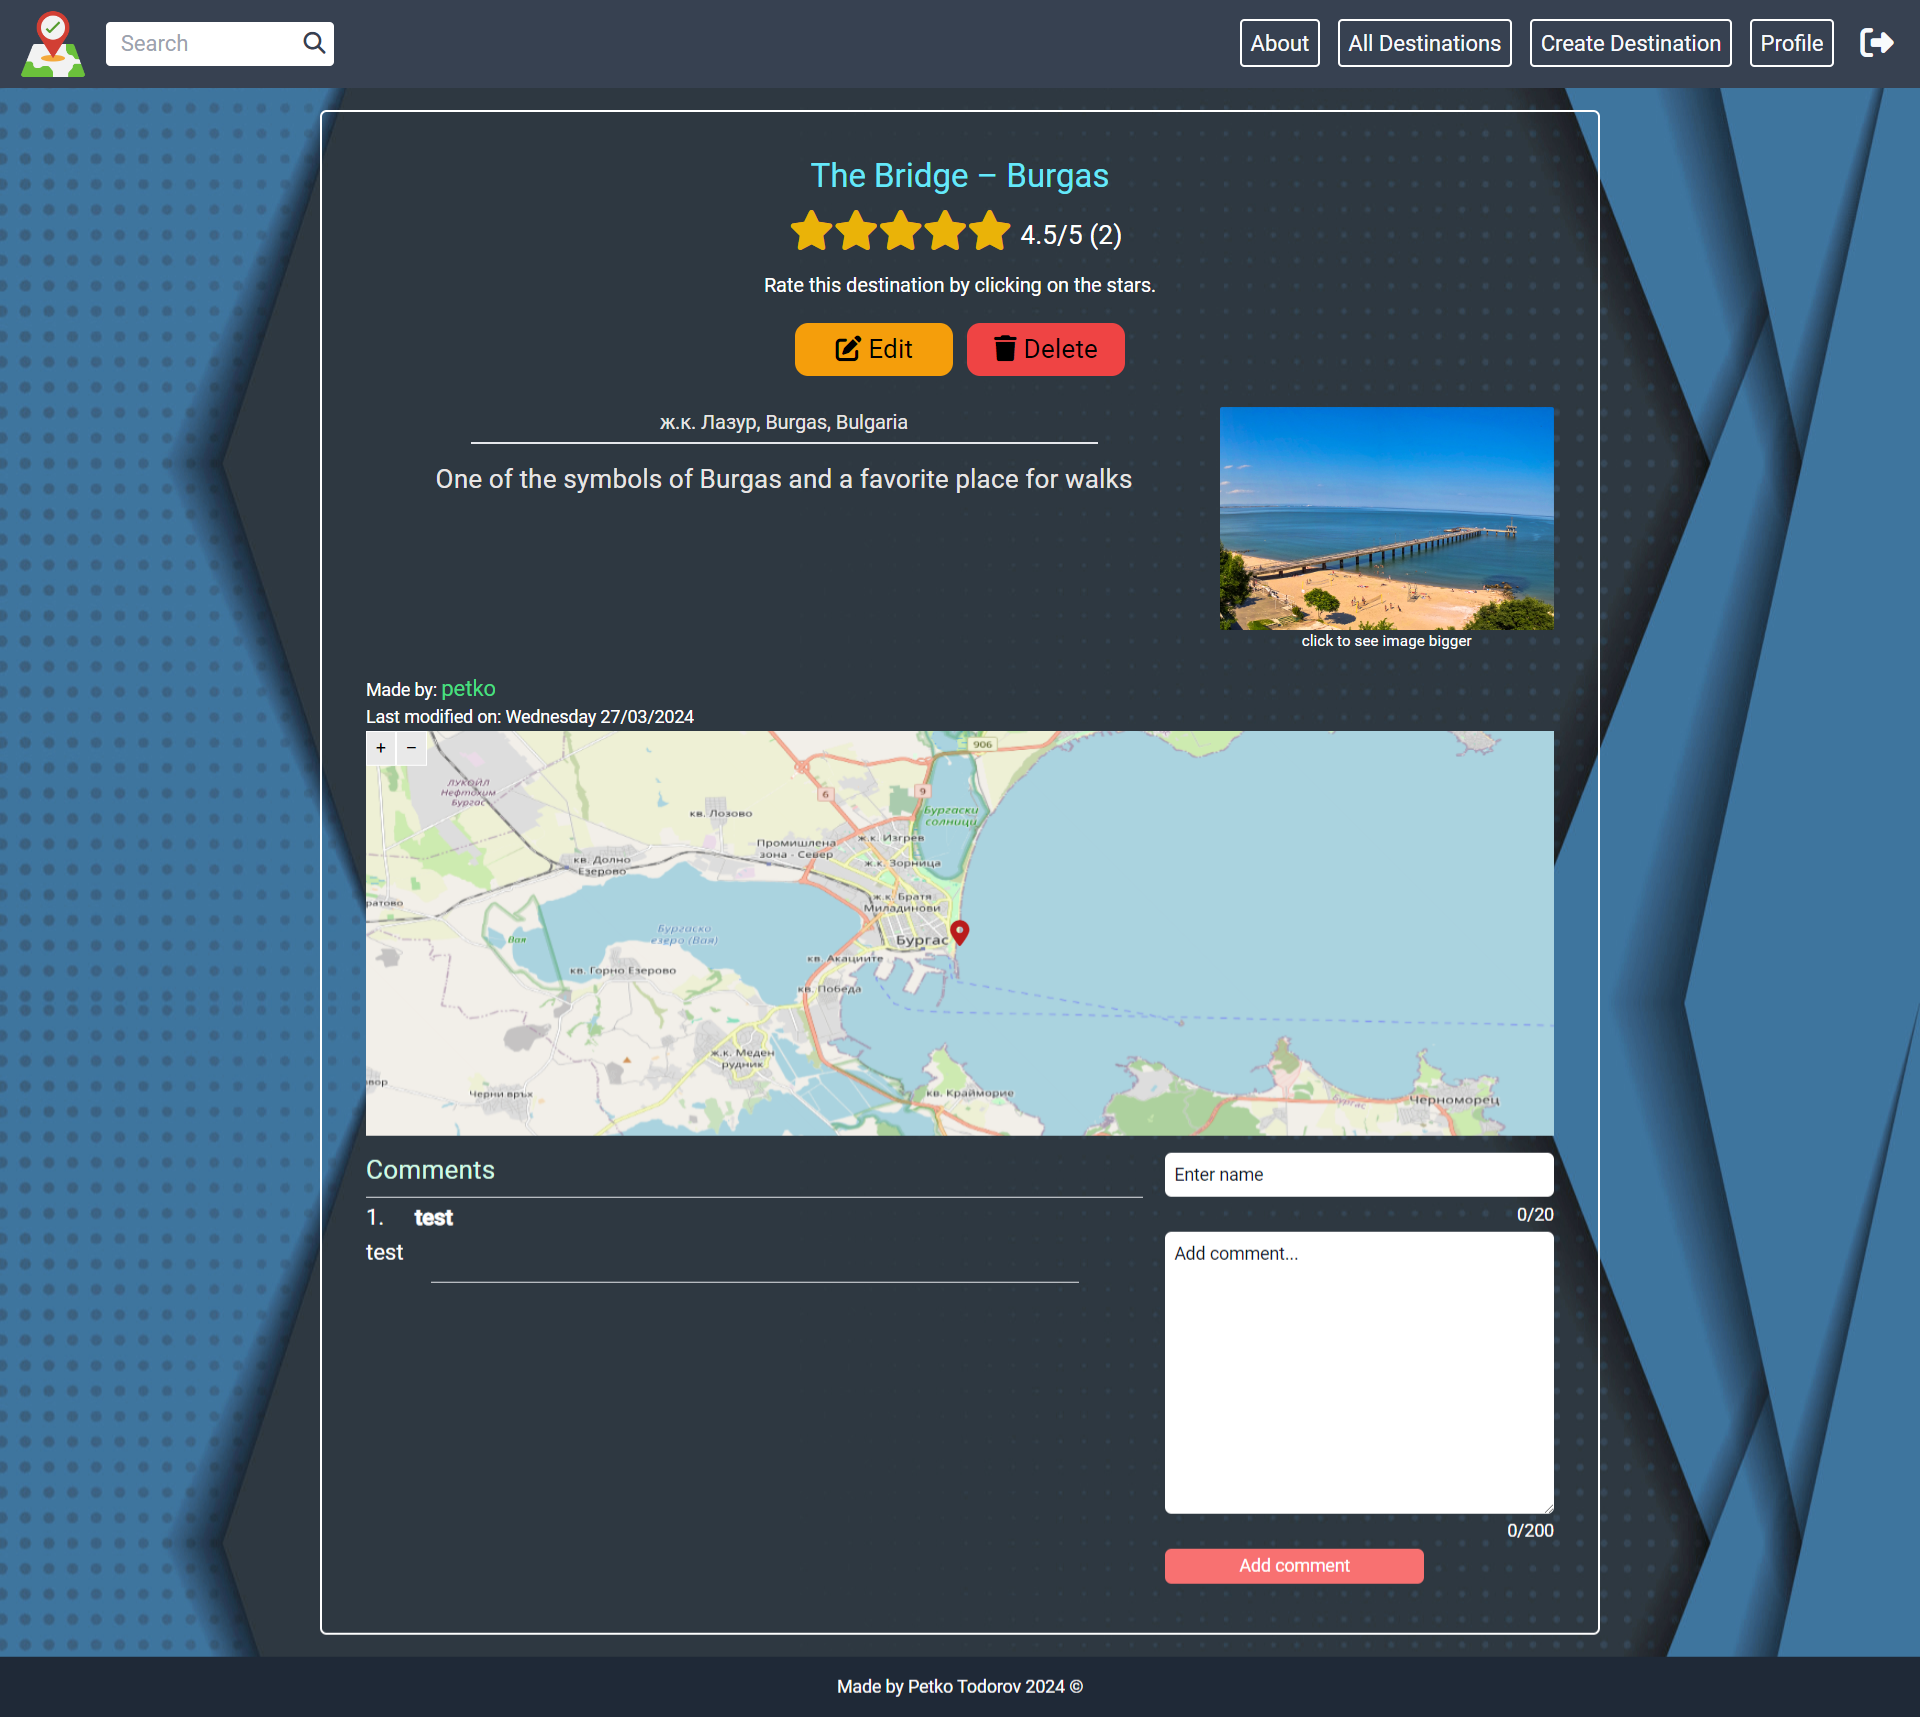 Search
About
All Destinations
Create Destination
Profile
The Bridge – Burgas
4.5/5 (2)
Rate this destination by clicking on the stars.
Edit
Delete
ж.к. Лазур, Burgas, Bulgaria
One of the symbols of Burgas and a favorite place for walks
click to see image bigger
Made by: petko
Last modified on: Wednesday 27/03/2024
+ −
906
ЛУКОЙЛ
Нефтохим
Бургас
6
9
кв. Лозово
Бургаски
солници
Промишлена
зона - Север
ж.к. Изгрев
кв. Долно
Езерово
ж.к. Зорница
ж.к. Братя
Миладинови
ратово
Вая
Бургаско
езеро (Вая)
Бургас
кв. Акациите
кв. Горно Езерово
кв. Победа
ж.к. Меден
рудник
вор
Черни връх
кв. Крайморие
Бургас
Черноморец
Comments
1. test
test
Enter name
0/20
Add comment...
0/200
Add comment
Made by Petko Todorov 2024 ©